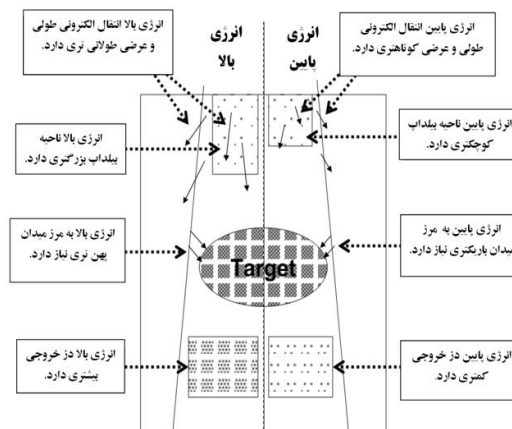 انرژی پایین انتقال الکترونی
طولی و عرضی کوتاهتری دارد.
انرژی
پایین
انرژی
بالا
انرژی بالا انتقال الکترونی طولی
و عرضی طولانی تری دارد.
انرژی پایین ناحیه بیلداپ
کوچکتری دارد.
انرژی بالا ناحیه
بیلداپ بزرگتری دارد.
انرژی پایین به مرز
میدان باریکتری نیاز دارد.
انرژی بالا به مرز میدان
پهن تری نیاز دارد.
Target
انرژی پایین دز خروجی
کمتری دارد.
انرژی بالا دز خروجی
بیشتری دارد.